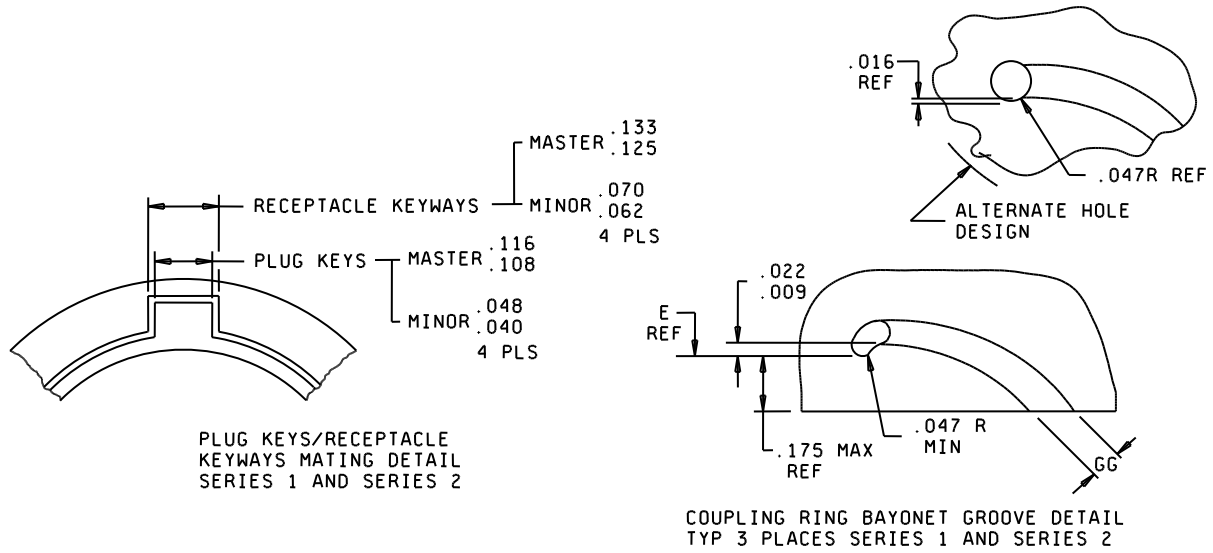 .016
REF
.047R REF
ALTERNATE HOLE
DESIGN
RECEPTACLE KEYWAYS
MASTER .133
.125
MINOR .070
.062
4 PLS
PLUG KEYS
MASTER .116
.108
MINOR .048
.040
4 PLS
PLUG KEYS/RECEPTACLE
KEYWAYS MATING DETAIL
SERIES 1 AND SERIES 2
.022
.009
E
REF
.175 MAX
REF
.047 R
MIN
GG
COUPLING RING BAYONET GROOVE DETAIL
TYP 3 PLACES SERIES 1 AND SERIES 2